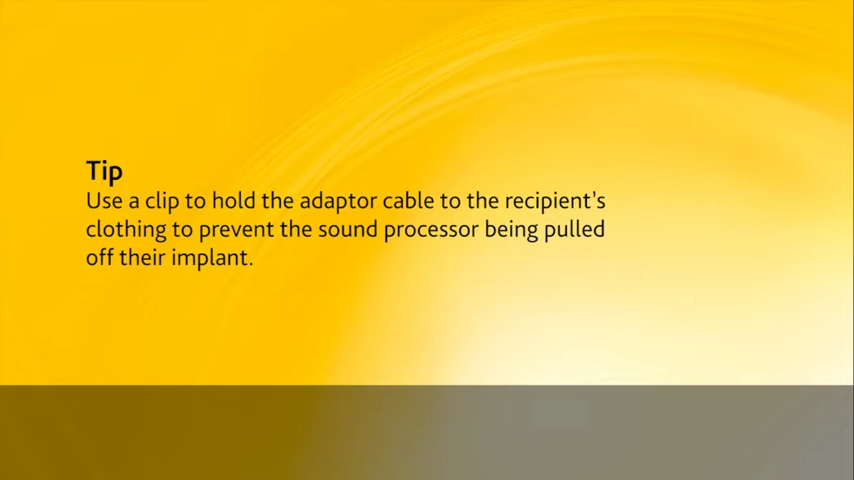 Tip
Use a clip to hold the adaptor cable to the recipient's
clothing to prevent the sound processor being pulled
off their implant.